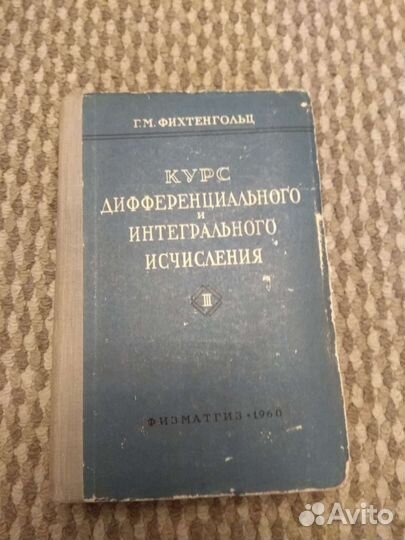 Г. М. ФИХТЕНГОЛЬЦ
КУРС
ДИФФЕРЕНЦИАЛЬНОГО
И
ИНТЕГРАЛЬНОГО
ИСЧИСЛЕНИЯ
III
ФИЗМАТГИЗ • 1960
Avito